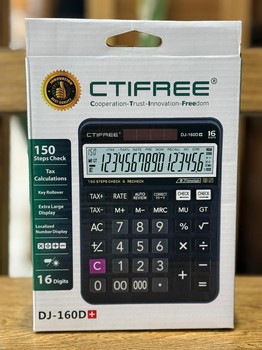 CTIFREE®
Cooperation-Trust-Innovation-Freedom
150
Steps Check
Tax
Calculations
Key Rollover
Extra Large
Display
Localized Number
Display
16 Digits
DJ-160D+
CTIFREE
DJ-160D+
16
1234567890123456
150 STEPS CHECK & RECHECK
TAX+
RATE
AUTO
REVIEW
CORRECT
CHECK
CHECK
TAX-
M+
M-
MRC
MU
GT
AC
7
8
9
%
√
+/-
4
5
6
×
÷
C
1
2
3
+
-
0
00
000
·
=